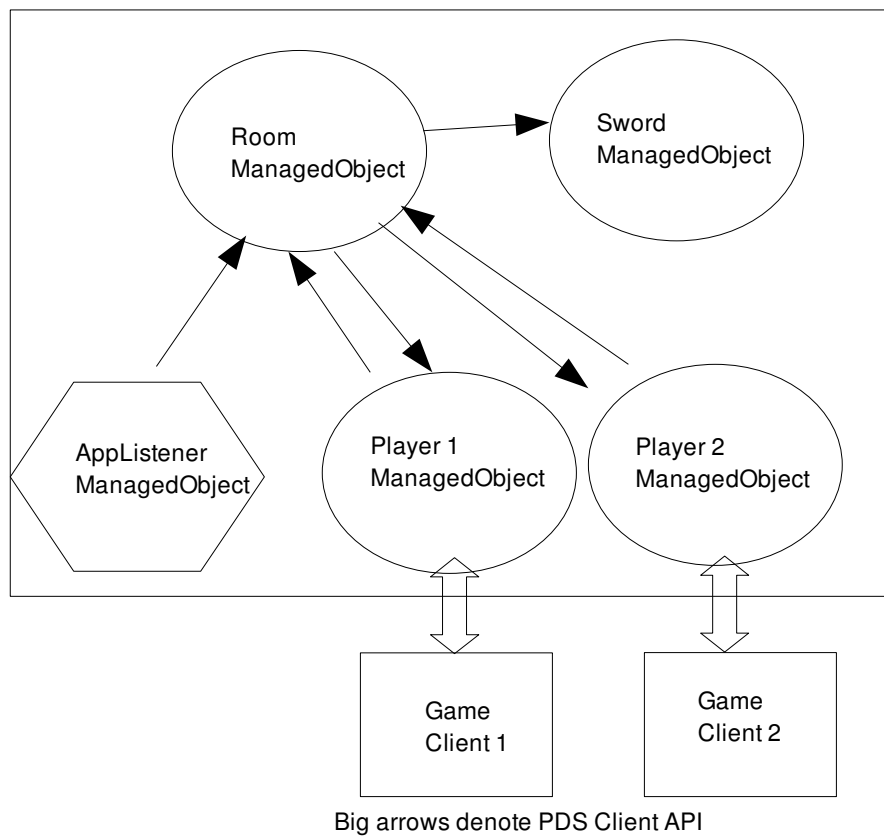 Room
ManagedObject
Sword
ManagedObject
AppListener
ManagedObject
Player 1
ManagedObject
Player 2
ManagedObject
Game
Client 1
Game
Client 2
Big arrows denote PDS Client API